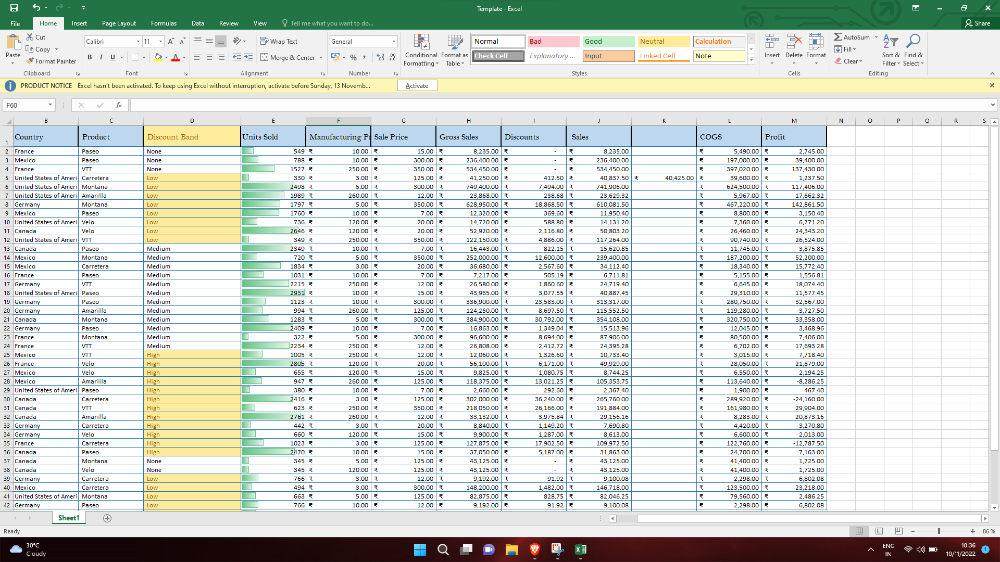 Template - Excel
File Home Insert Page Layout Formulas Data Review View Tell me what you want to do... Share
Paste Cut Copy Format Painter Clipboard
Calibri 11 B I U Font
Wrap Text Merge & Center Alignment
General % Number
Conditional Formatting Format as Table
Normal Bad Good Neutral Calculation
Check Cell Explanatory ... Input Linked Cell Note
Styles
Insert Delete Format Cells
AutoSum Fill Clear Sort & Filter Find & Select Editing
PRODUCT NOTICE Excel hasn't been activated. To keep using Excel without interruption, activate before Sunday, 13 Novemb... Activate
F60 fx
B C D E F G H I J K L M N O P Q R S
1 Country Product Discount Band Units Sold Manufacturing Pr Sale Price Gross Sales Discounts Sales COGS Profit
2 France Paseo None 549 ₹ 10.00 ₹ 15.00 ₹ 8,235.00 ₹ - ₹ 8,235.00 ₹ 5,490.00 ₹ 2,745.00
3 Mexico Paseo None 788 ₹ 10.00 ₹ 300.00 ₹ 236,400.00 ₹ - ₹ 236,400.00 ₹ 197,000.00 ₹ 39,400.00
4 France VTT None 1527 ₹ 250.00 ₹ 350.00 ₹ 534,450.00 ₹ - ₹ 534,450.00 ₹ 397,020.00 ₹ 137,430.00
5 United States of Ameri Carretera Low 330 ₹ 3.00 ₹ 125.00 ₹ 41,250.00 ₹ 412.50 ₹ 40,837.50 ₹ 40,425.00 ₹ 39,600.00 ₹ 1,237.50
6 United States of Ameri Montana Low 2498 ₹ 5.00 ₹ 300.00 ₹ 749,400.00 ₹ 7,494.00 ₹ 741,906.00 ₹ 624,500.00 ₹ 117,406.00
7 United States of Ameri Amarilla Low 1989 ₹ 260.00 ₹ 12.00 ₹ 23,868.00 ₹ 238.68 ₹ 23,629.32 ₹ 5,967.00 ₹ 17,662.32
8 Germany Montana Low 1797 ₹ 5.00 ₹ 350.00 ₹ 628,950.00 ₹ 18,868.50 ₹ 610,081.50 ₹ 467,220.00 ₹ 142,861.50
9 Mexico Paseo Low 1760 ₹ 10.00 ₹ 7.00 ₹ 12,320.00 ₹ 369.60 ₹ 11,950.40 ₹ 8,800.00 ₹ 3,150.40
10 United States of Ameri Velo Low 736 ₹ 120.00 ₹ 20.00 ₹ 14,720.00 ₹ 588.80 ₹ 14,131.20 ₹ 7,360.00 ₹ 6,771.20
11 Canada Velo Low 2646 ₹ 120.00 ₹ 20.00 ₹ 52,920.00 ₹ 2,116.80 ₹ 50,803.20 ₹ 26,460.00 ₹ 24,343.20
12 United States of Ameri VTT Low 349 ₹ 250.00 ₹ 350.00 ₹ 122,150.00 ₹ 4,886.00 ₹ 117,264.00 ₹ 90,740.00 ₹ 26,524.00
13 Canada Paseo Medium 2349 ₹ 10.00 ₹ 7.00 ₹ 16,443.00 ₹ 822.15 ₹ 15,620.85 ₹ 11,745.00 ₹ 3,875.85
14 Mexico Montana Medium 720 ₹ 5.00 ₹ 350.00 ₹ 252,000.00 ₹ 12,600.00 ₹ 239,400.00 ₹ 187,200.00 ₹ 52,200.00
15 Mexico Carretera Medium 1834 ₹ 3.00 ₹ 20.00 ₹ 36,680.00 ₹ 2,567.60 ₹ 34,112.40 ₹ 18,340.00 ₹ 15,772.40
16 France Paseo Medium 1031 ₹ 10.00 ₹ 7.00 ₹ 7,217.00 ₹ 505.19 ₹ 6,711.81 ₹ 5,155.00 ₹ 1,556.81
17 Germany VTT Medium 2215 ₹ 250.00 ₹ 12.00 ₹ 26,580.00 ₹ 1,860.60 ₹ 24,719.40 ₹ 6,645.00 ₹ 18,074.40
18 United States of Ameri Paseo Medium 2931 ₹ 10.00 ₹ 15.00 ₹ 43,965.00 ₹ 3,077.55 ₹ 40,887.45 ₹ 29,310.00 ₹ 11,577.45
19 Germany Paseo Medium 1123 ₹ 10.00 ₹ 300.00 ₹ 336,900.00 ₹ 23,583.00 ₹ 313,317.00 ₹ 280,750.00 ₹ 32,567.00
20 Germany Amarilla Medium 994 ₹ 260.00 ₹ 125.00 ₹ 124,250.00 ₹ 8,697.50 ₹ 115,552.50 ₹ 119,280.00 ₹ -3,727.50
21 Canada Montana Medium 1283 ₹ 5.00 ₹ 300.00 ₹ 384,900.00 ₹ 30,792.00 ₹ 354,108.00 ₹ 320,750.00 ₹ 33,358.00
22 Germany Paseo Medium 2409 ₹ 10.00 ₹ 7.00 ₹ 16,863.00 ₹ 1,349.04 ₹ 15,513.96 ₹ 12,045.00 ₹ 3,468.96
23 France Montana Medium 322 ₹ 5.00 ₹ 300.00 ₹ 96,600.00 ₹ 8,694.00 ₹ 87,906.00 ₹ 80,500.00 ₹ 7,406.00
24 France VTT Medium 2234 ₹ 250.00 ₹ 12.00 ₹ 26,808.00 ₹ 2,412.72 ₹ 24,395.28 ₹ 6,702.00 ₹ 17,693.28
25 Mexico VTT High 1005 ₹ 250.00 ₹ 12.00 ₹ 12,060.00 ₹ 1,326.60 ₹ 10,733.40 ₹ 3,015.00 ₹ 7,718.40
26 France Velo High 2805 ₹ 120.00 ₹ 20.00 ₹ 56,100.00 ₹ 6,171.00 ₹ 49,929.00 ₹ 28,050.00 ₹ 21,879.00
27 Mexico Velo High 655 ₹ 120.00 ₹ 15.00 ₹ 9,825.00 ₹ 1,080.75 ₹ 8,744.25 ₹ 6,550.00 ₹ 2,194.25
28 Mexico Amarilla High 947 ₹ 260.00 ₹ 125.00 ₹ 118,375.00 ₹ 13,021.25 ₹ 105,353.75 ₹ 113,640.00 ₹ -8,286.25
29 United States of Ameri Paseo High 380 ₹ 10.00 ₹ 7.00 ₹ 2,660.00 ₹ 292.60 ₹ 2,367.40 ₹ 1,900.00 ₹ 467.40
30 Canada Carretera High 2416 ₹ 3.00 ₹ 125.00 ₹ 302,000.00 ₹ 36,240.00 ₹ 265,760.00 ₹ 289,920.00 ₹ -24,160.00
31 Canada VTT High 623 ₹ 250.00 ₹ 350.00 ₹ 218,050.00 ₹ 26,166.00 ₹ 191,884.00 ₹ 161,980.00 ₹ 29,904.00
32 Canada Amarilla High 2761 ₹ 260.00 ₹ 12.00 ₹ 33,132.00 ₹ 3,975.84 ₹ 29,156.16 ₹ 8,283.00 ₹ 20,873.16
33 Germany Carretera High 442 ₹ 3.00 ₹ 20.00 ₹ 8,840.00 ₹ 1,149.20 ₹ 7,690.80 ₹ 4,420.00 ₹ 3,270.80
34 Germany Velo High 660 ₹ 120.00 ₹ 15.00 ₹ 9,900.00 ₹ 1,287.00 ₹ 8,613.00 ₹ 6,600.00 ₹ 2,013.00
35 France Carretera High 1023 ₹ 3.00 ₹ 125.00 ₹ 127,875.00 ₹ 17,902.50 ₹ 109,972.50 ₹ 122,760.00 ₹ -12,787.50
36 Canada Paseo High 2470 ₹ 10.00 ₹ 15.00 ₹ 37,050.00 ₹ 5,187.00 ₹ 31,863.00 ₹ 24,700.00 ₹ 7,163.00
37 Canada Montana None 345 ₹ 5.00 ₹ 125.00 ₹ 43,125.00 ₹ - ₹ 43,125.00 ₹ 41,400.00 ₹ 1,725.00
38 Canada Velo None 345 ₹ 120.00 ₹ 125.00 ₹ 43,125.00 ₹ - ₹ 43,125.00 ₹ 41,400.00 ₹ 1,725.00
39 Germany Carretera Low 766 ₹ 3.00 ₹ 12.00 ₹ 9,192.00 ₹ 91.92 ₹ 9,100.08 ₹ 2,298.00 ₹ 6,802.08
40 Mexico Carretera Low 494 ₹ 3.00 ₹ 300.00 ₹ 148,200.00 ₹ 1,482.00 ₹ 146,718.00 ₹ 123,500.00 ₹ 23,218.00
41 United States of Ameri Montana Low 663 ₹ 5.00 ₹ 125.00 ₹ 82,875.00 ₹ 828.75 ₹ 82,046.25 ₹ 79,560.00 ₹ 2,486.25
42 Germany Paseo Low 766 ₹ 10.00 ₹ 12.00 ₹ 9,192.00 ₹ 91.92 ₹ 9,100.08 ₹ 2,298.00 ₹ 6,802.08
Sheet1
Ready 86 %
30°C
Cloudy
ENG
IN
10:36
10/11/2022
1